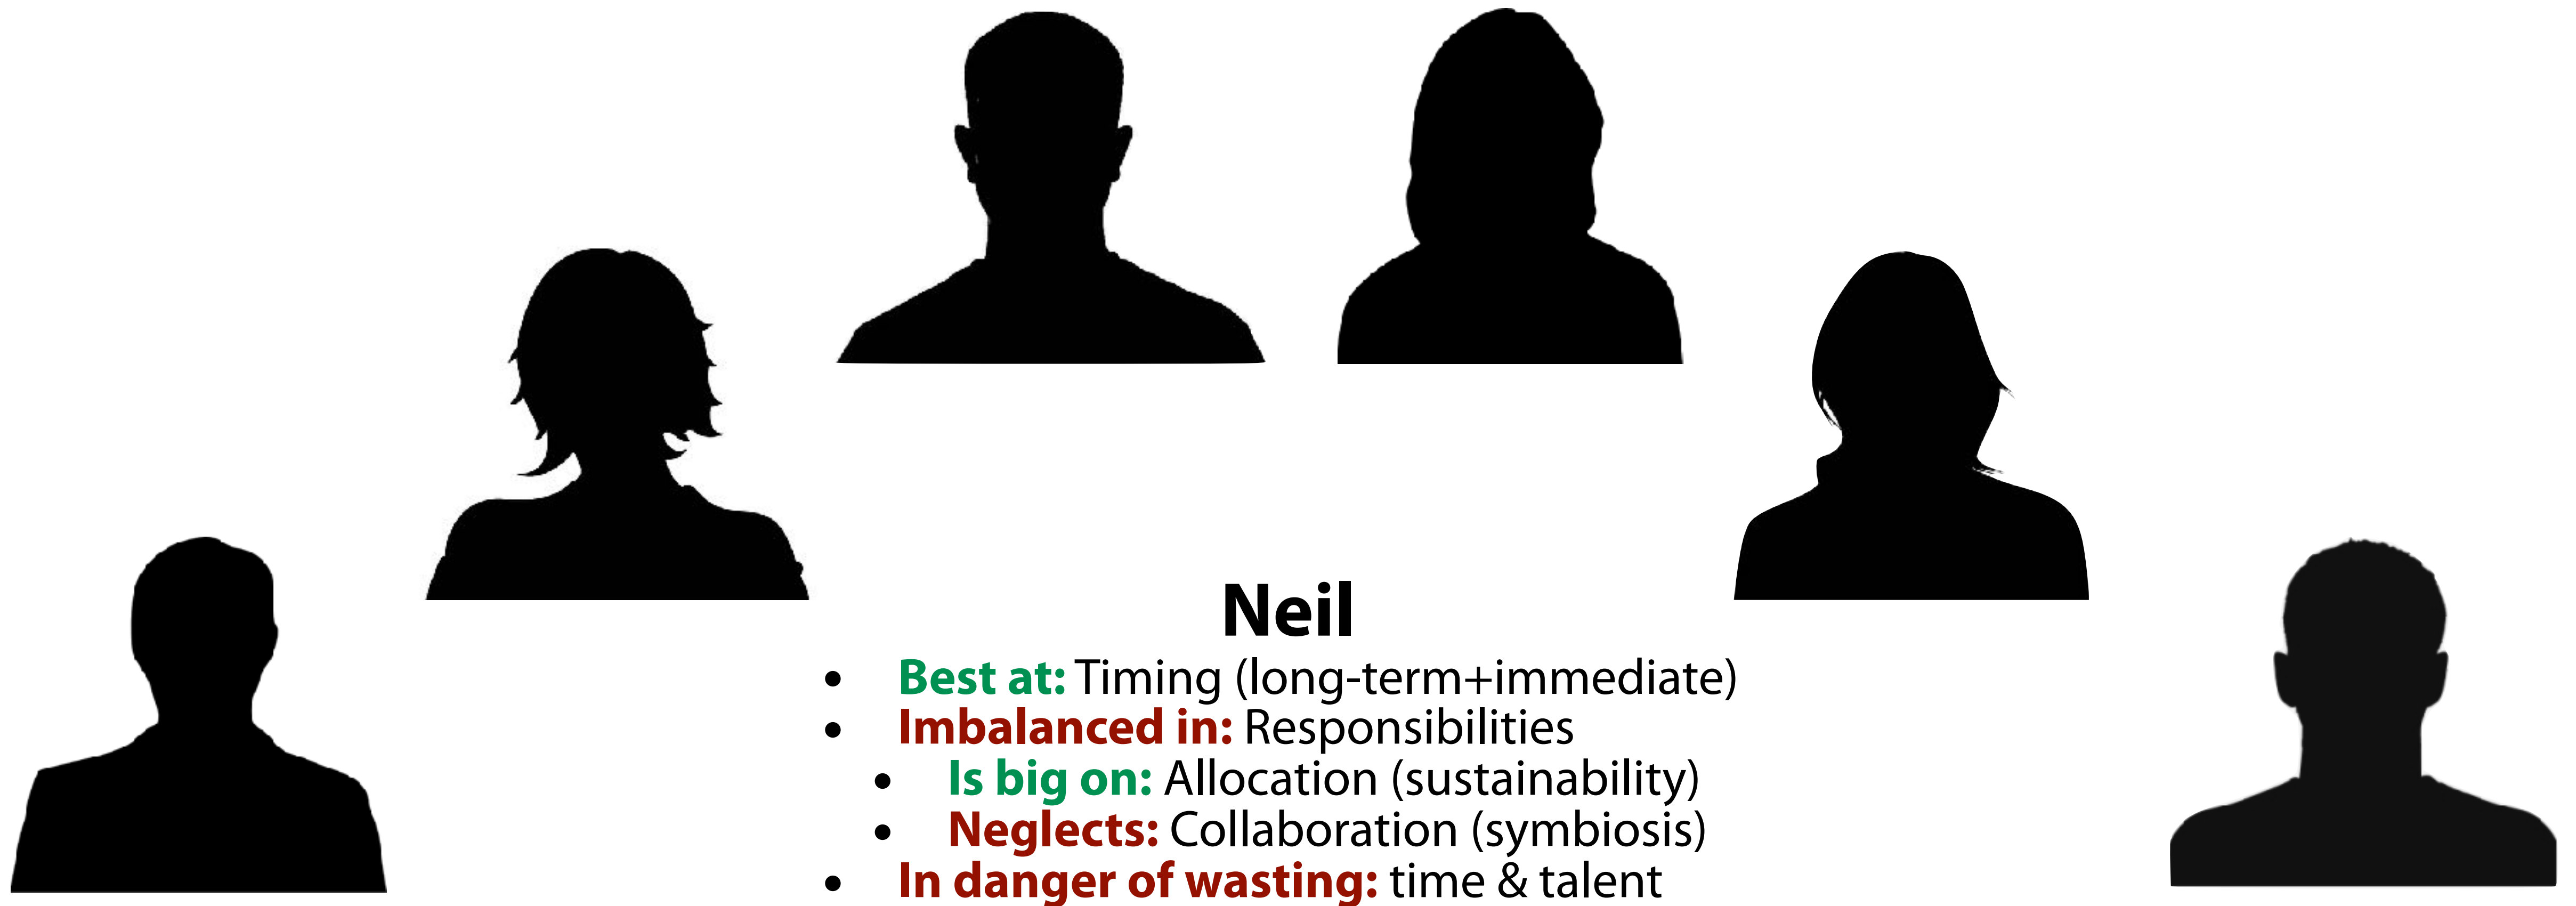 Neil
• Best at: Timing (long-term+immediate)
• Imbalanced in: Responsibilities
• Is big on: Allocation (sustainability)
• Neglects: Collaboration (symbiosis)
• In danger of wasting: time & talent